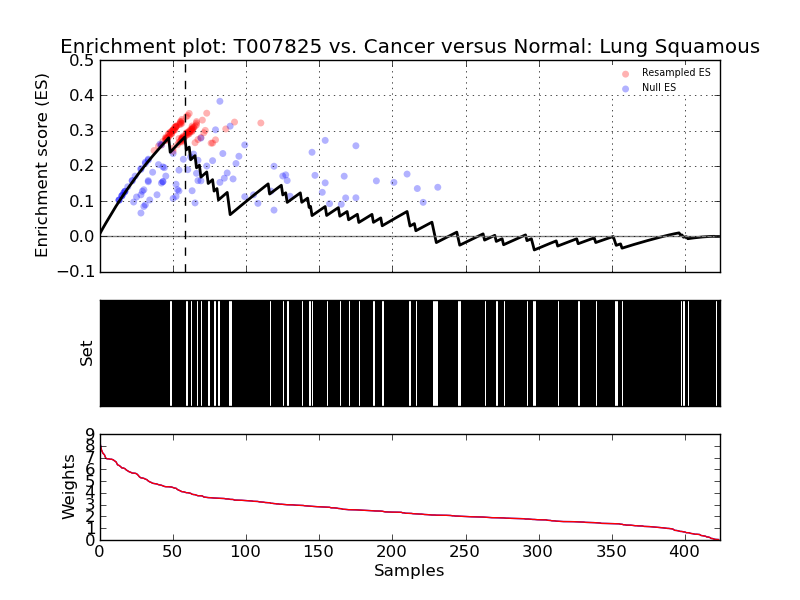 Enrichment plot: T007825 vs. Cancer versus Normal: Lung Squamous
0.5
0.4
0.3
0.2
0.1
0.0
−0.1
Enrichment score (ES)
Resampled ES
Null ES
Set
9
8
7
6
5
4
3
2
1
0
Weights
0 50 100 150 200 250 300 350 400
Samples